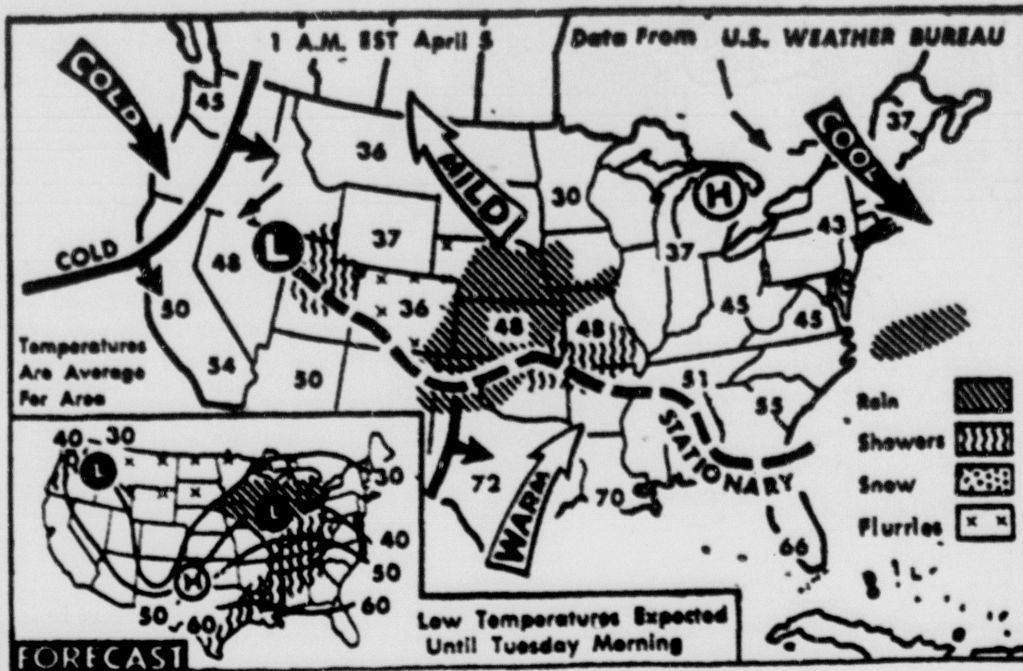 1 A.M. EST April 5
Data From U.S. WEATHER BUREAU
COLD
45
36
MILD
30
H
COOL
37
COLD
48
L
37
37
43
50
36
48
48
45
45
Temperatures
Are Average
Per Area
54
50
51
55
STATIONARY
72
WARM
70
66
Rain
Showers
Snow
Flurries
40 - 30
L
L
30
H
40
50
50
60
60
Low Temperatures Expected
Until Tuesday Morning
FORECAST